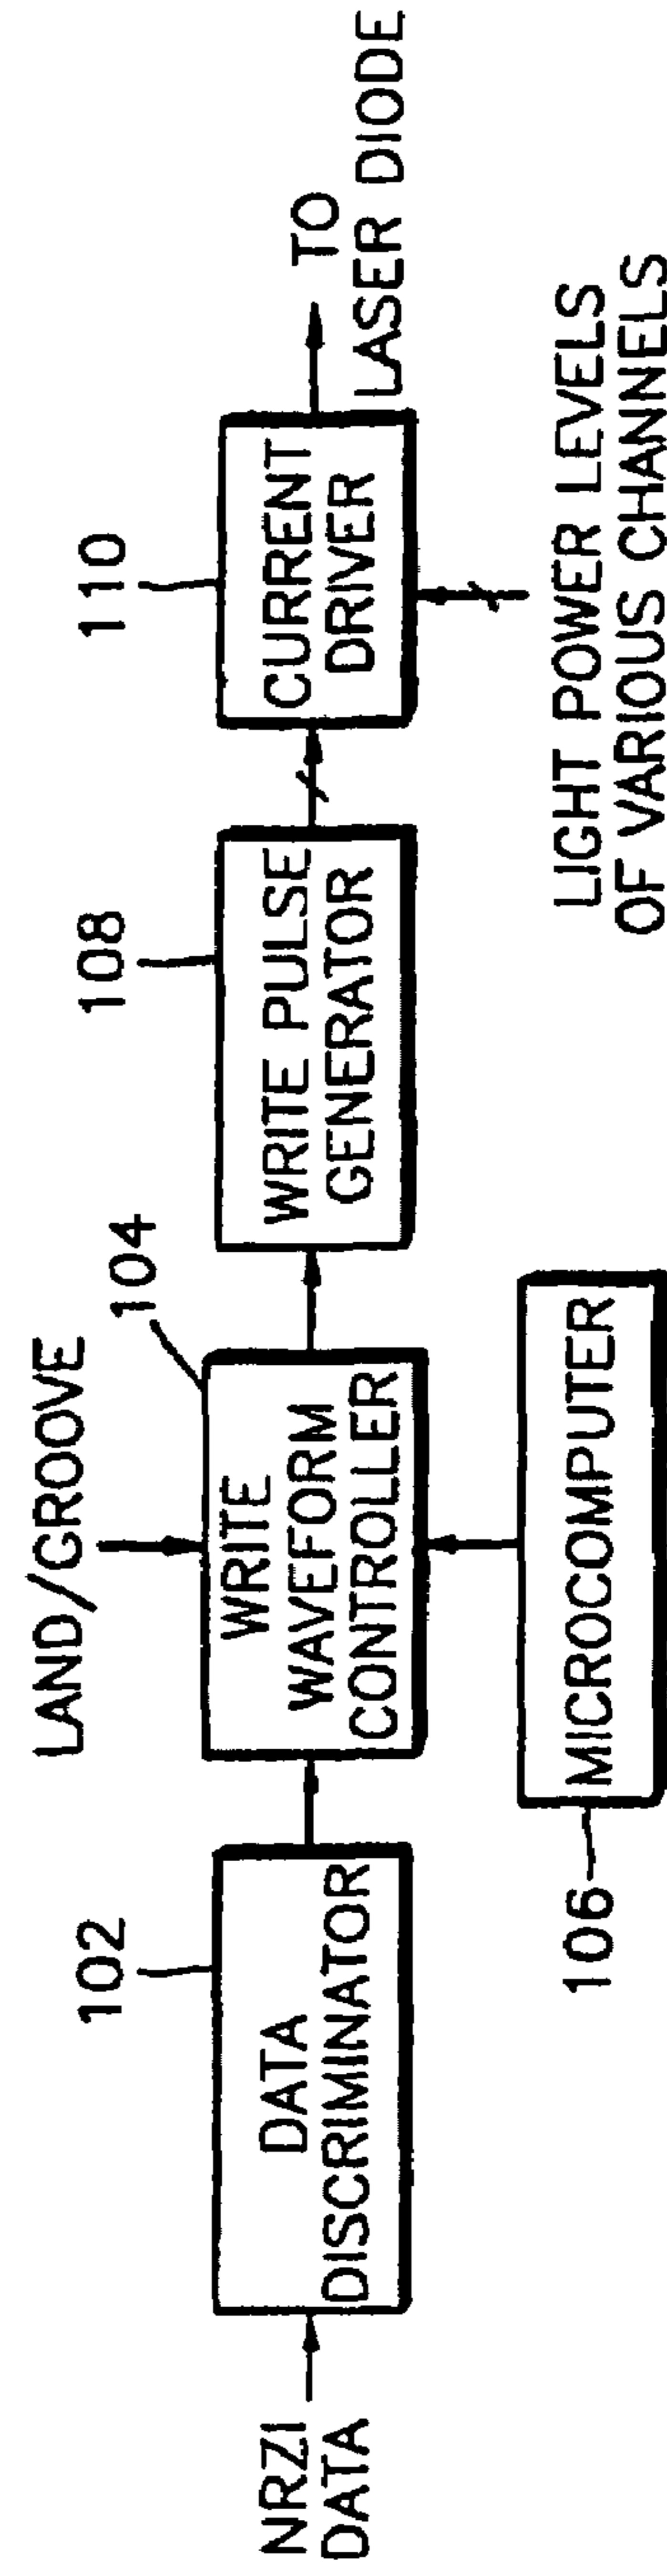 NRZI
DATA
102
DATA
DISCRIMINATOR
LAND/GROOVE
104
WRITE
WAVEFORM
CONTROLLER
106
MICROCOMPUTER
108
WRITE PULSE
GENERATOR
110
CURRENT
DRIVER
TO
LASER DIODE
LIGHT POWER LEVELS
OF VARIOUS CHANNELS